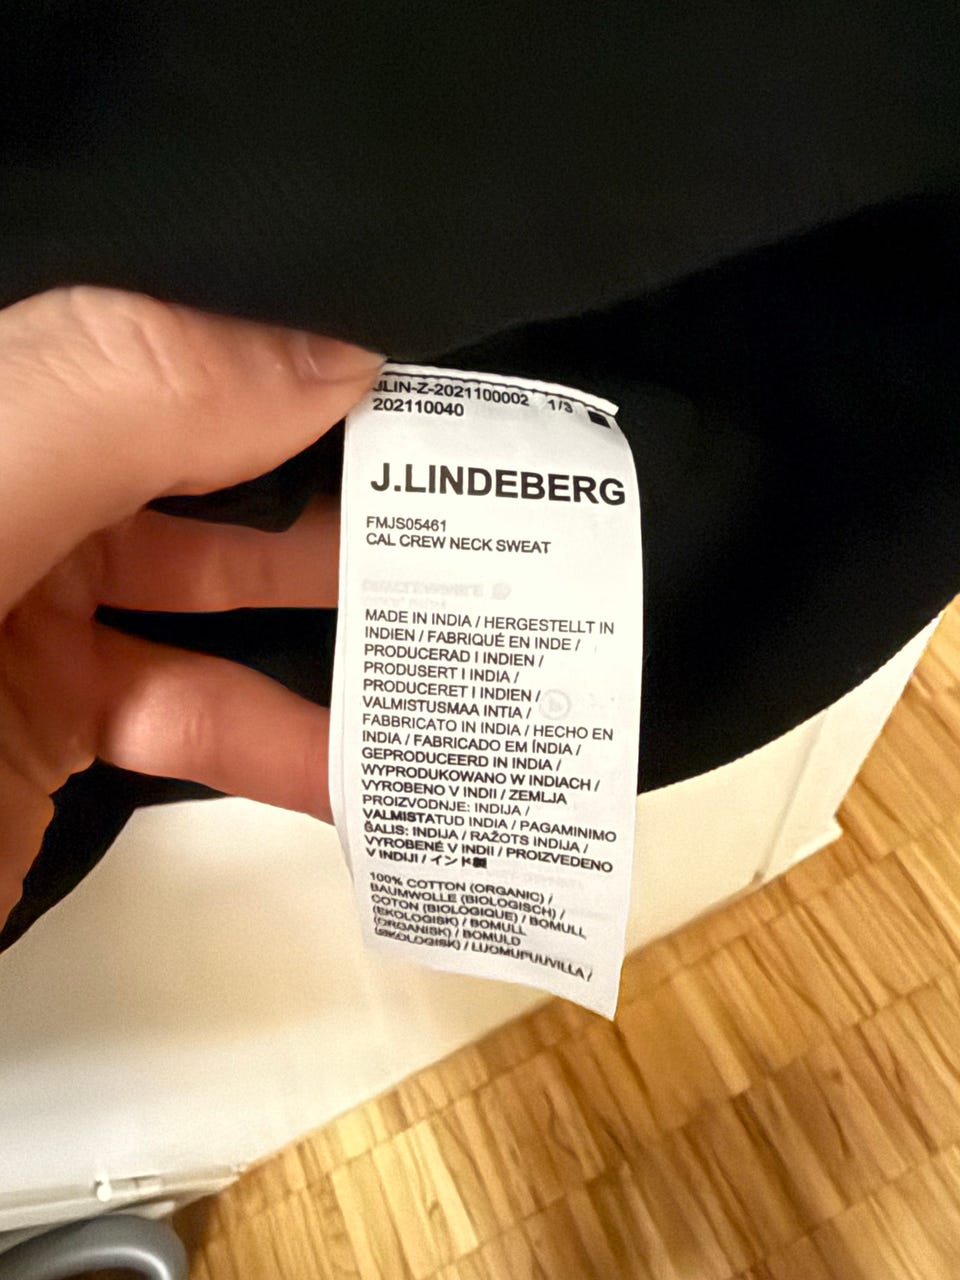 JLIN-Z-2021100002 1/3
202110040
J.LINDEBERG
FMJS05461
CAL CREW NECK SWEAT
MADE IN INDIA / HERGESTELLT IN
INDIEN / FABRIQUÉ EN INDE /
PRODUCERAD I INDIEN /
PRODUSERT I INDIA /
PRODUCERET I INDIEN /
VALMISTUSMAA INTIA /
FABBRICATO IN INDIA / HECHO EN
INDIA / FABRICADO EM ÍNDIA /
GEPRODUCEERD IN INDIA /
WYPRODUKOWANO W INDIACH /
VYROBENO V INDII / ZEMLJA
PROIZVODNJE: INDIJA /
VALMISTATUD INDIA / PAGAMINIMO
ŠALIS: INDIJA / RAŽOTS INDIJA /
VYROBENÉ V INDII / PROIZVEDENO
V INDIJI / インド
100% COTTON (ORGANIC) /
BAUMWOLLE (BIOLOGISCH) /
COTON (BIOLOGIQUE) / BOMULL
(EKOLOGISK) / BOMULL
(ORGANISK) / BOMULD
(ØKOLOGISK) / LUOMUPUUVILLA /